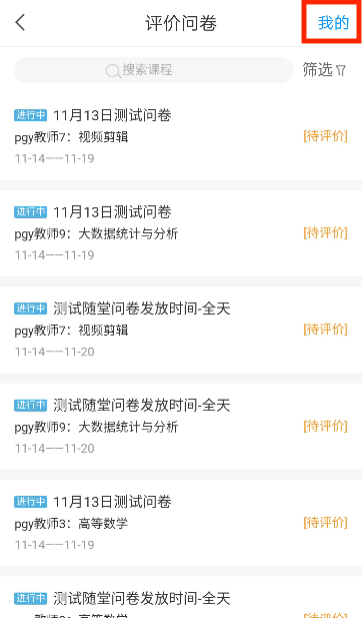 评价问卷
我的
搜索课程
筛选
进行中 11月13日测试问卷
pgy教师7：视频剪辑
[待评价]
11-14——11-19
进行中 11月13日测试问卷
pgy教师9：大数据统计与分析
[待评价]
11-14——11-19
进行中 测试随堂问卷发放时间-全天
pgy教师7：视频剪辑
[待评价]
11-14——11-20
进行中 测试随堂问卷发放时间-全天
pgy教师9：大数据统计与分析
[待评价]
11-14——11-20
进行中 11月13日测试问卷
pgy教师3：高等数学
[待评价]
11-14——11-19
进行中 测试随堂问卷发放时间-全天